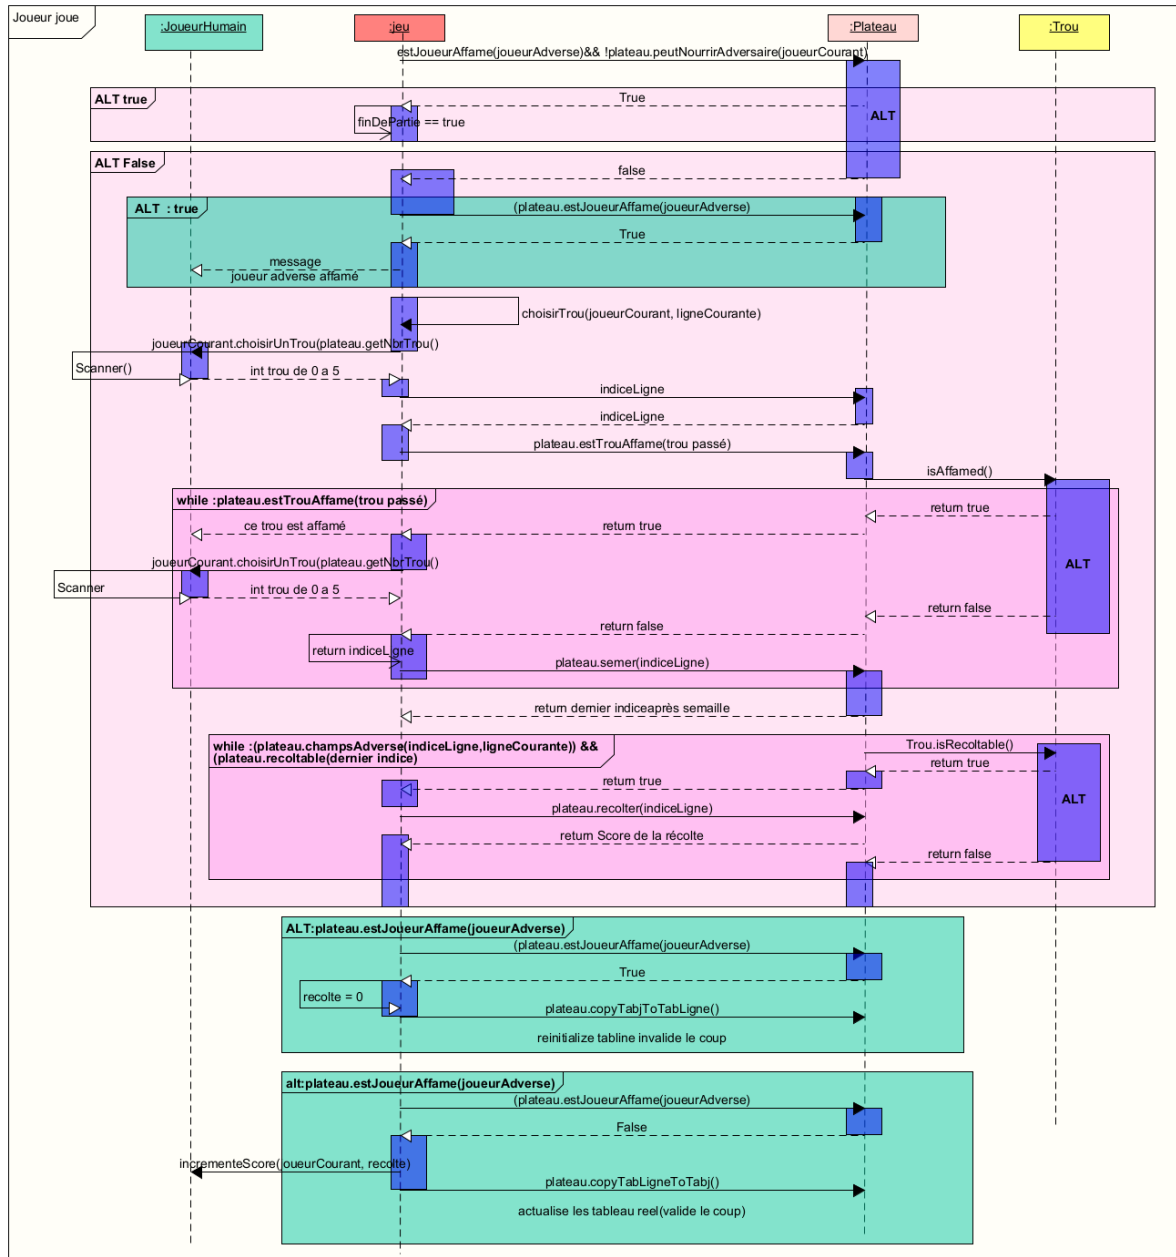 Joueur joue
:JoueurHumain
:jeu
:Plateau
:Trou
estJoueurAffame(joueurAdverse)&& !plateau.peutNourrirAdversaire(joueurCourant)
ALT true
True
ALT
finDePartie == true
ALT False
false
ALT : true
(plateau.estJoueurAffame(joueurAdverse)
True
message
joueur adverse affamé
choisirTrou(joueurCourant, ligneCourante)
joueurCourant.choisirUnTrou(plateau.getNbrTrou()
Scanner()
int trou de 0 a 5
indiceLigne
indiceLigne
plateau.estTrouAffame(trou passé)
isAffamed()
while :plateau.estTrouAffame(trou passé)
return true
ce trou est affamé
return true
joueurCourant.choisirUnTrou(plateau.getNbrTrou()
ALT
Scanner
int trou de 0 a 5
return false
return false
return indiceLigne
plateau.semer(indiceLigne)
return dernier indiceaprès semaille
while :(plateau.champsAdverse(indiceLigne,ligneCourante)) &&
(plateau.recoltable(dernier indice)
Trou.isRecoltable()
return true
return true
ALT
plateau.recolter(indiceLigne)
return Score de la récolte
return false
ALT:plateau.estJoueurAffame(joueurAdverse)
(plateau.estJoueurAffame(joueurAdverse)
True
recolte = 0
plateau.copyTabjToTabLigne()
reinitialize tabline invalide le coup
alt:plateau.estJoueurAffame(joueurAdverse)
(plateau.estJoueurAffame(joueurAdverse)
False
incrementeScore(joueurCourant, recolte)
plateau.copyTabLigneToTabj()
actualise les tableau reel(valide le coup)